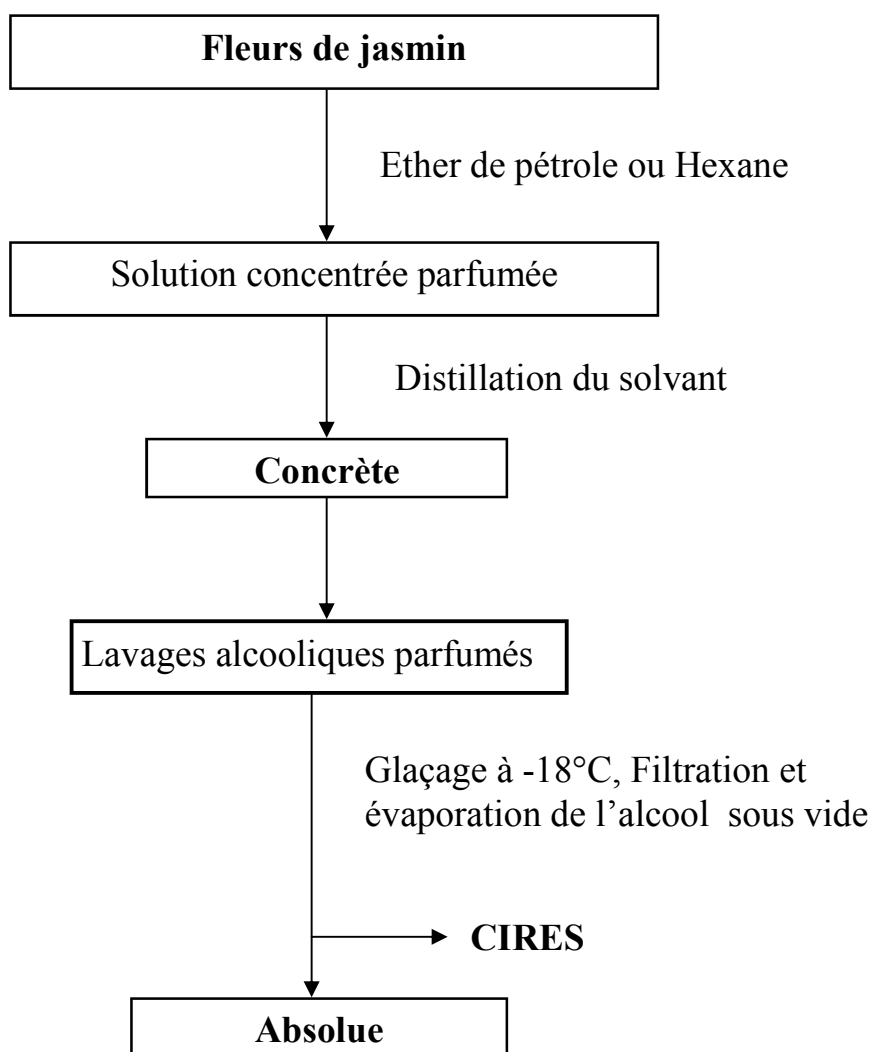 Fleurs de jasmin
Ether de pétrole ou Hexane
Solution concentrée parfumée
Distillation du solvant
Concrète
Lavages alcooliques parfumés
Glaçage à -18°C, Filtration et
évaporation de l’alcool  sous vide
CIRES
Absolue